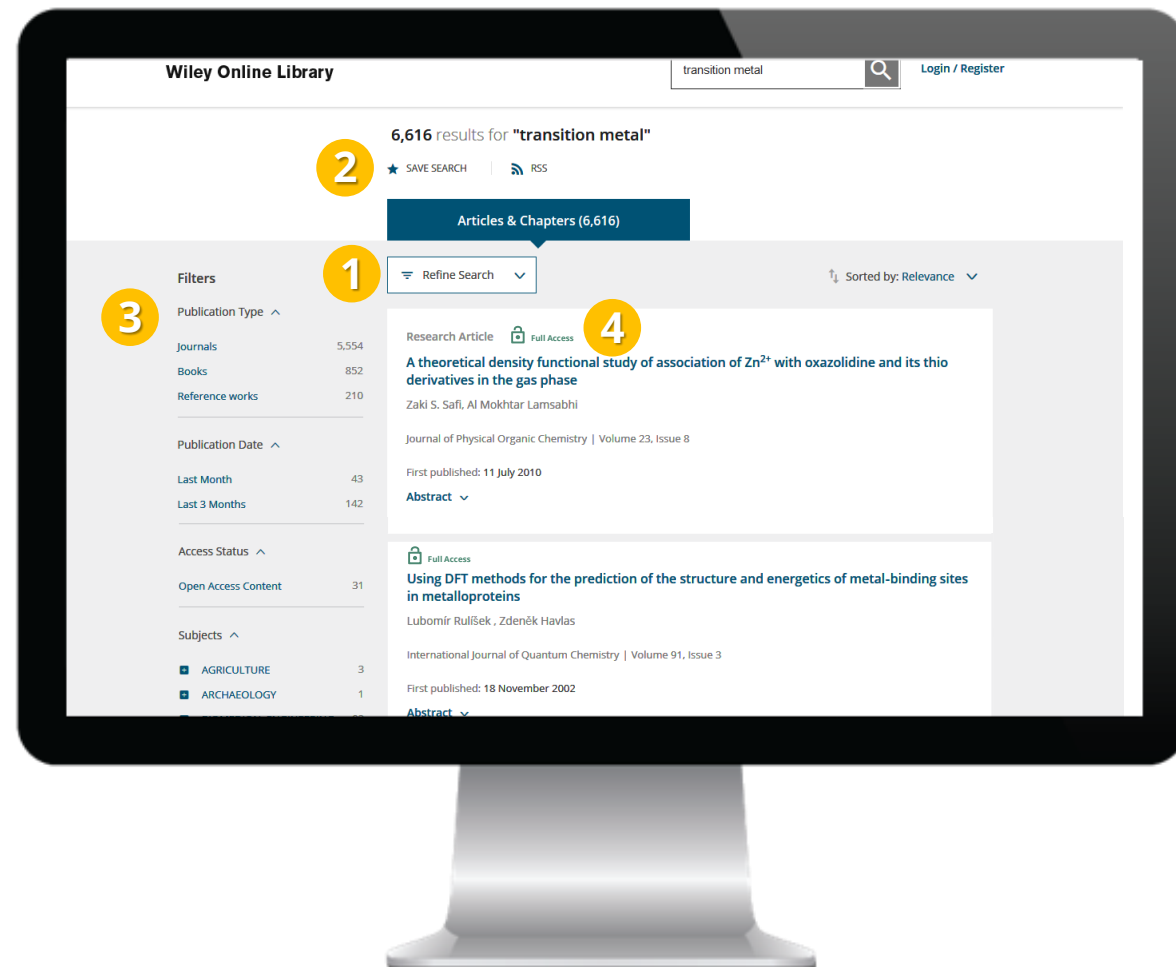 Wiley Online Library
transition metal
Login / Register
6,616 results for "transition metal"
2
SAVE SEARCH
RSS
Articles & Chapters (6,616)
1
Refine Search
Sorted by: Relevance
Filters
3
Publication Type
Journals 5,554
Books 852
Reference works 210
Publication Date
Last Month 43
Last 3 Months 142
Access Status
Open Access Content 31
Subjects
AGRICULTURE 3
ARCHAEOLOGY 1
Research Article Full Access
4
A theoretical density functional study of association of Zn²⁺ with oxazolidine and its thio
derivatives in the gas phase
Zaki S. Safi, Al Mokhtar Lamsabhi
Journal of Physical Organic Chemistry | Volume 23, Issue 8
First published: 11 July 2010
Abstract
Full Access
Using DFT methods for the prediction of the structure and energetics of metal-binding sites
in metalloproteins
Lubomír Rulíšek , Zdeněk Havlas
International Journal of Quantum Chemistry | Volume 91, Issue 3
First published: 18 November 2002
Abstract